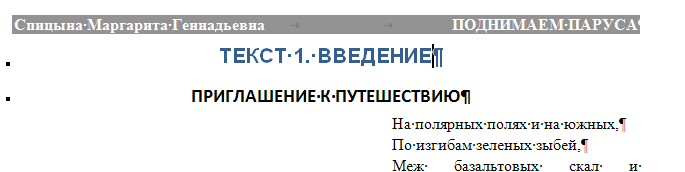 Спицына Маргарита Геннадьевна ПОДНИМАЕМ ПАРУСА
ТЕКСТ 1. ВВЕДЕНИЕ
ПРИГЛАШЕНИЕ К ПУТЕШЕСТВИЮ
На полярных полях и на южных,
По изгибам зеленых зыбей,
Меж базальтовых скал и